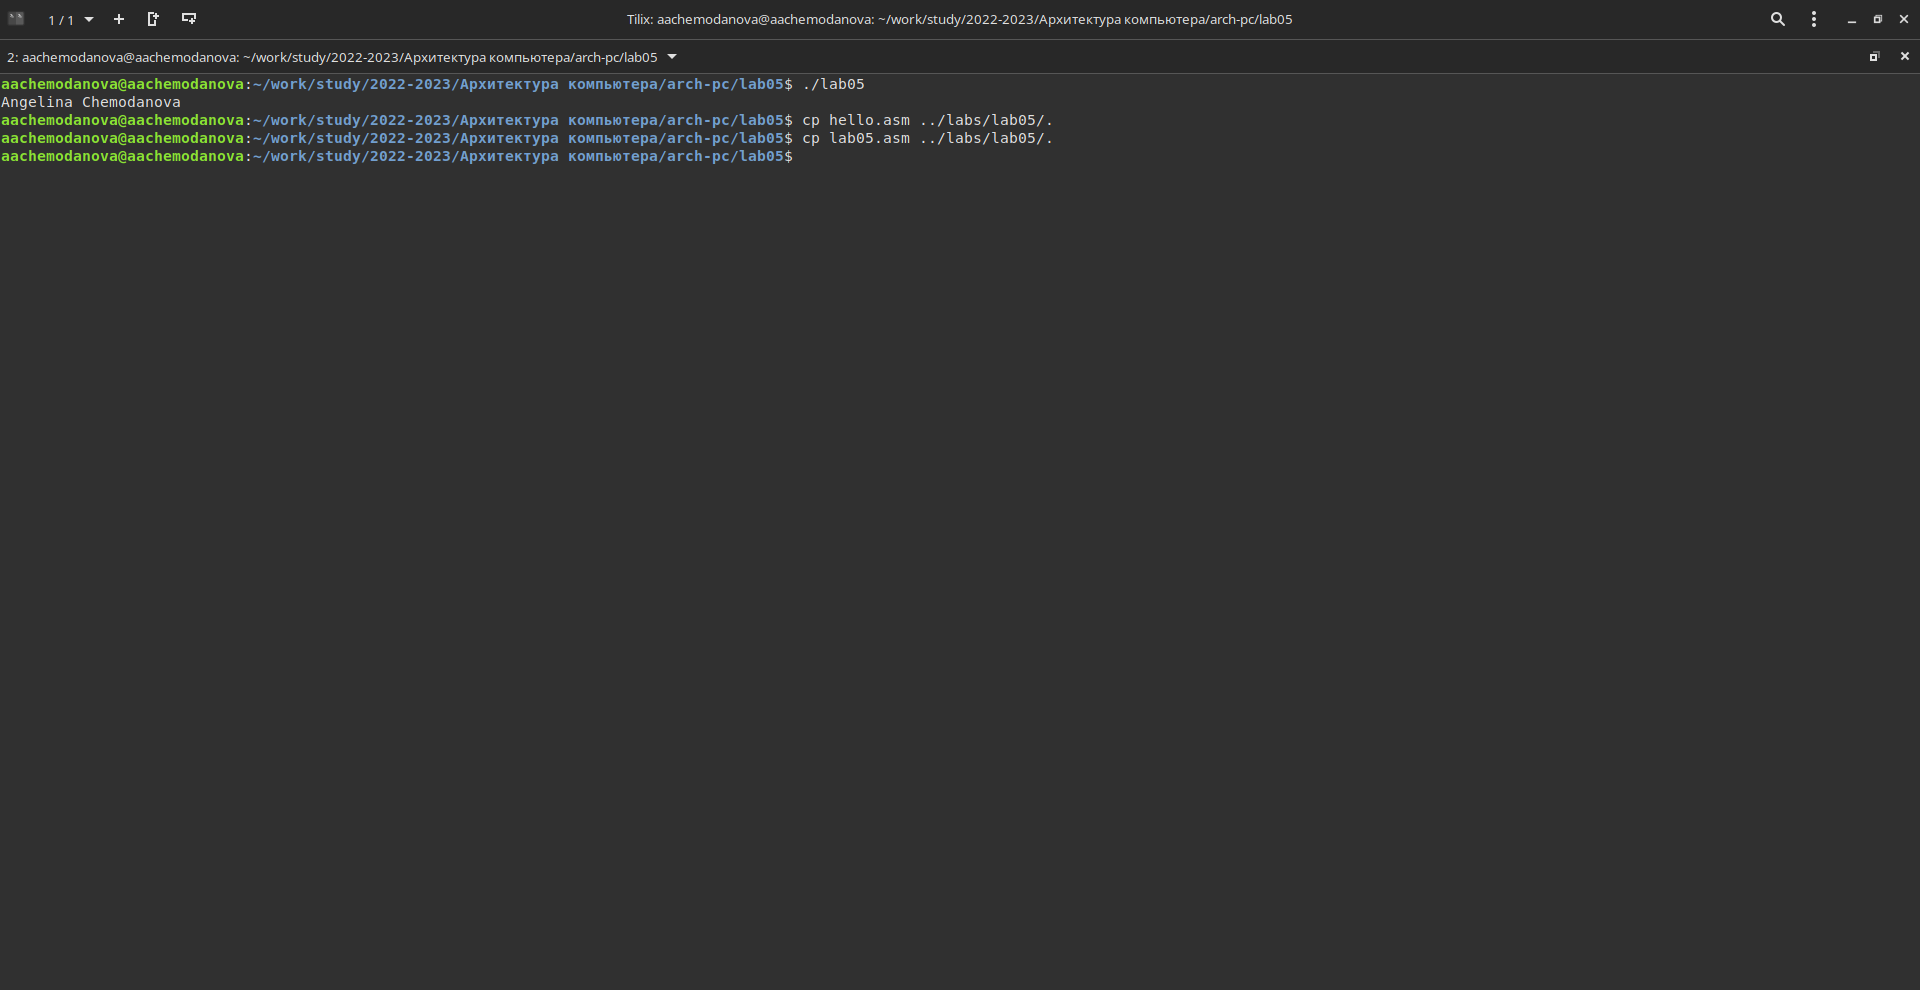 1 / 1
Tilix: aachemodanova@aachemodanova: ~/work/study/2022-2023/Архитектура компьютера/arch-pc/lab05
2: aachemodanova@aachemodanova: ~/work/study/2022-2023/Архитектура компьютера/arch-pc/lab05
aachemodanova@aachemodanova:~/work/study/2022-2023/Архитектура компьютера/arch-pc/lab05$ ./lab05
Angelina Chemodanova
aachemodanova@aachemodanova:~/work/study/2022-2023/Архитектура компьютера/arch-pc/lab05$ cp hello.asm ../labs/lab05/.
aachemodanova@aachemodanova:~/work/study/2022-2023/Архитектура компьютера/arch-pc/lab05$ cp lab05.asm ../labs/lab05/.
aachemodanova@aachemodanova:~/work/study/2022-2023/Архитектура компьютера/arch-pc/lab05$